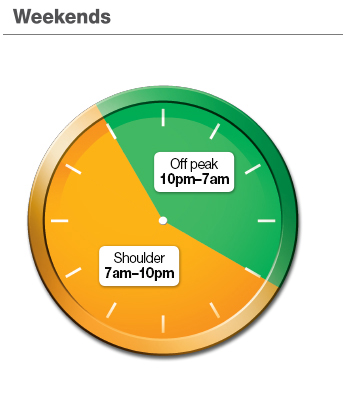 Weekends
Off peak
10pm–7am
Shoulder
7am–10pm